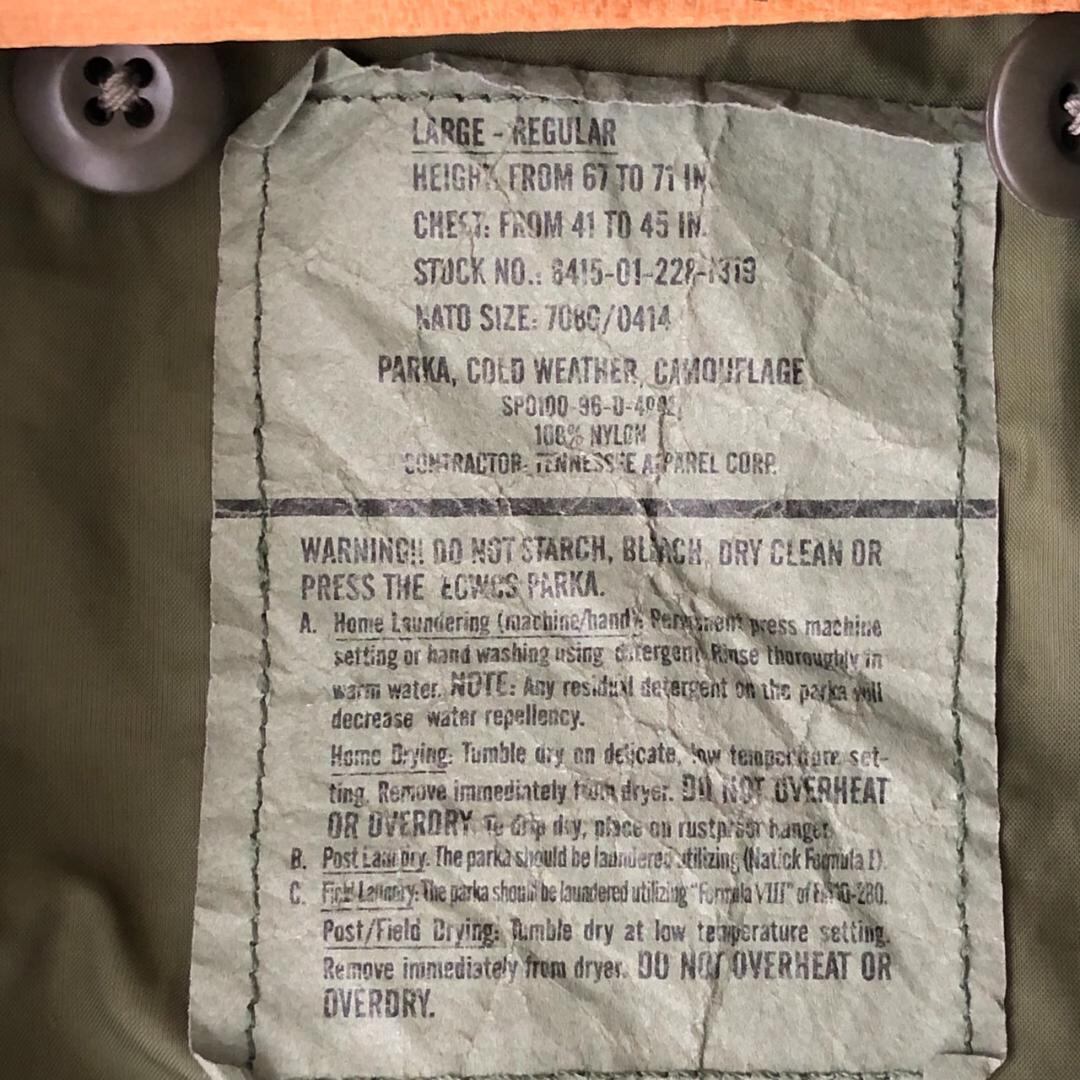 LARGE - REGULAR
HEIGHT: FROM 67 TO 71 IN.
CHEST: FROM 41 TO 45 IN.
STOCK NO.: 8415-01-228-1319
NATO SIZE: 7080/0414
PARKA, COLD WEATHER, CAMOUFLAGE
SPO100-96-D-
100% NYLON
CONTRACTOR: TENNESSEE APPAREL CORP.
WARNING!! DO NOT STARCH, BLEACH, DRY CLEAN OR
PRESS THE ECWCS PARKA.
A. Home Laundering (machine/hand): Permanent press machine
setting or hand washing using detergent. Rinse thoroughly in
warm water. NOTE: Any residual detergent on the parka will
decrease water repellency.
Home Drying: Tumble dry on delicate, low temperature set-
ting. Remove immediately from dryer. DO NOT OVERHEAT
OR OVERDRY. To drip dry, place on rustproof hanger.
B. Post Laundry: The parka should be laundered utilizing (Natick Formula I).
C. Field Laundry: The parka should be laundered utilizing "Formula VIII" of FM10-280.
Post/Field Drying: Tumble dry at low temperature setting.
Remove immediately from dryer. DO NOT OVERHEAT OR
OVERDRY.